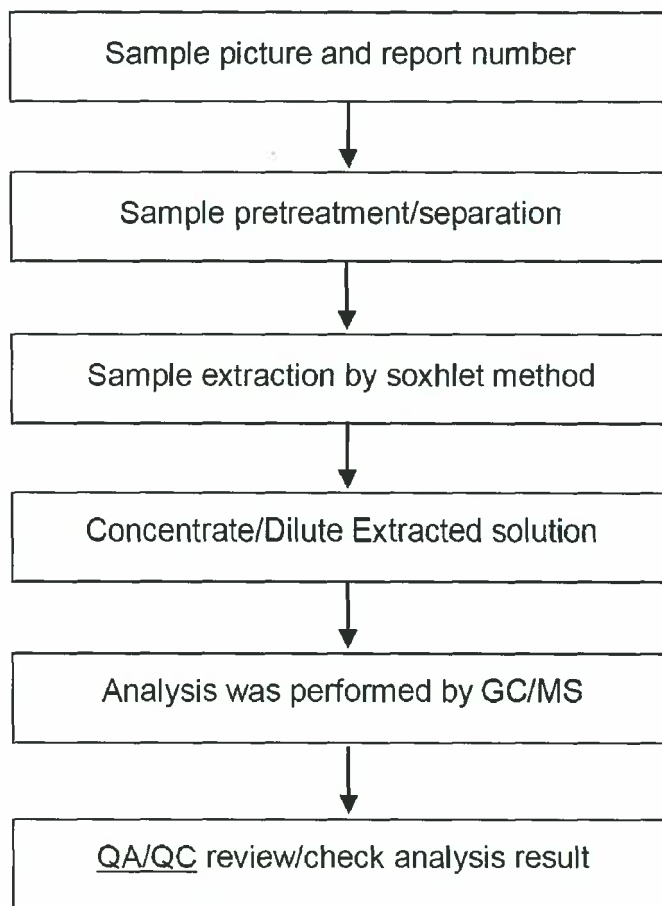 Sample picture and report number
Sample pretreatment/separation
Sample extraction by soxhlet method
Concentrate/Dilute Extracted solution
Analysis was performed by GC/MS
QA/QC review/check analysis result